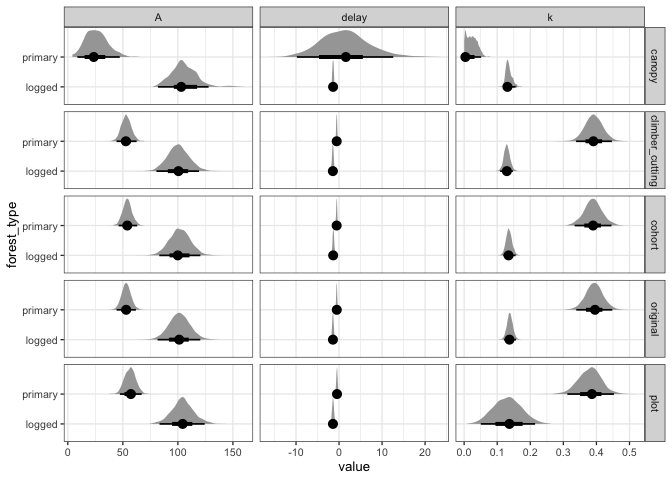 A delay k
primary
logged
canopy
primary
logged
climber_cutting
primary
logged
cohort
primary
logged
original
primary
logged
plot
forest_type
0 50 100 150 -10 0 10 20 0.0 0.1 0.2 0.3 0.4 0.5
value